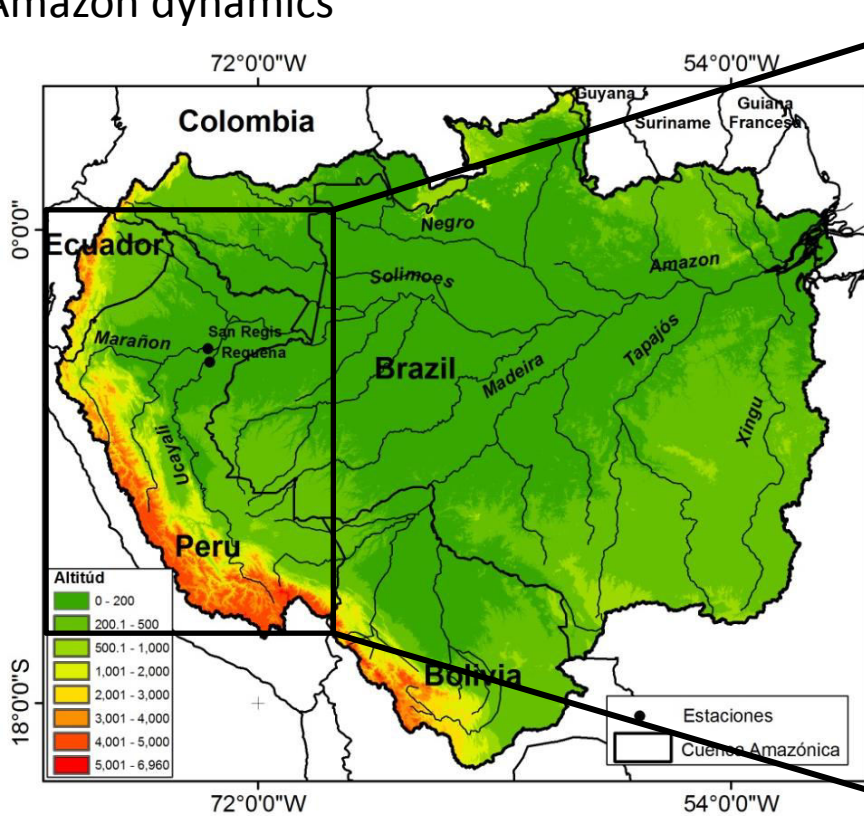 Amazon dynamics
72°0'0"W
54°0'0"W
Guyana
Colombia
Suriname
Guiana
Francesa
0°0'0"
Ecuador
Negro
Solimoes
Amazon
Marañon
San Regis
Requena
Brazil
Madeira
Tapajós
Xingu
Ucayali
Peru
Altitúd
0 - 200
200.1 - 500
500.1 - 1,000
1,001 - 2,000
2,001 - 3,000
3,001 - 4,000
4,001 - 5,000
5,001 - 6,960
Bolivia
18°0'0"S
Estaciones
Cuenca Amazónica
72°0'0"W
54°0'0"W